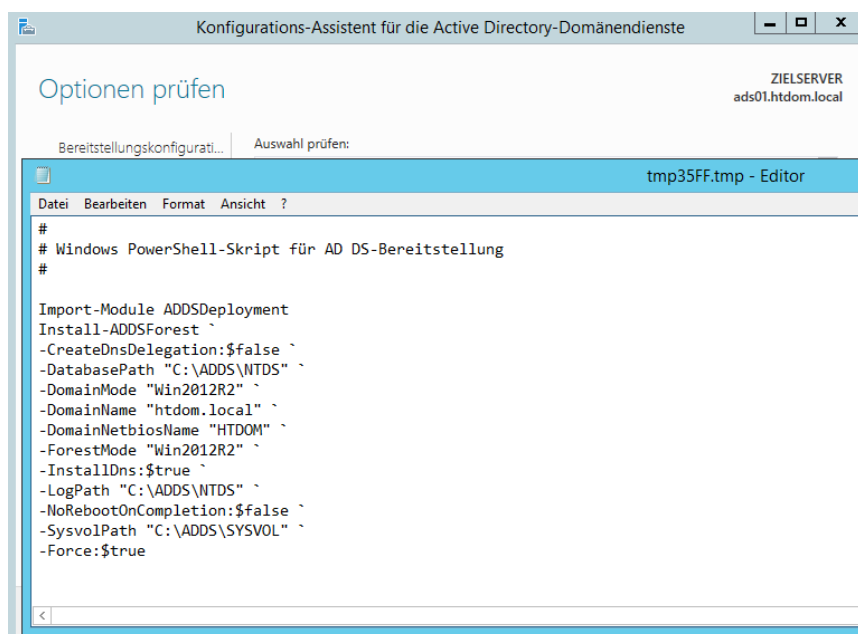 Konfigurations-Assistent für die Active Directory-Domänendienste
Optionen prüfen
ZIELSERVER
ads01.htdom.local
Bereitstellungskonfigurati...
Auswahl prüfen:
tmp35FF.tmp - Editor
Datei Bearbeiten Format Ansicht ?
#
# Windows PowerShell-Skript für AD DS-Bereitstellung
#
Import-Module ADDSDeployment
Install-ADDSForest `
-CreateDnsDelegation:$false `
-DatabasePath "C:\ADDS\NTDS" `
-DomainMode "Win2012R2" `
-DomainName "htdom.local" `
-DomainNetbiosName "HTDOM" `
-ForestMode "Win2012R2" `
-InstallDns:$true `
-LogPath "C:\ADDS\NTDS" `
-NoRebootOnCompletion:$false `
-SysvolPath "C:\ADDS\SYSVOL" `
-Force:$true